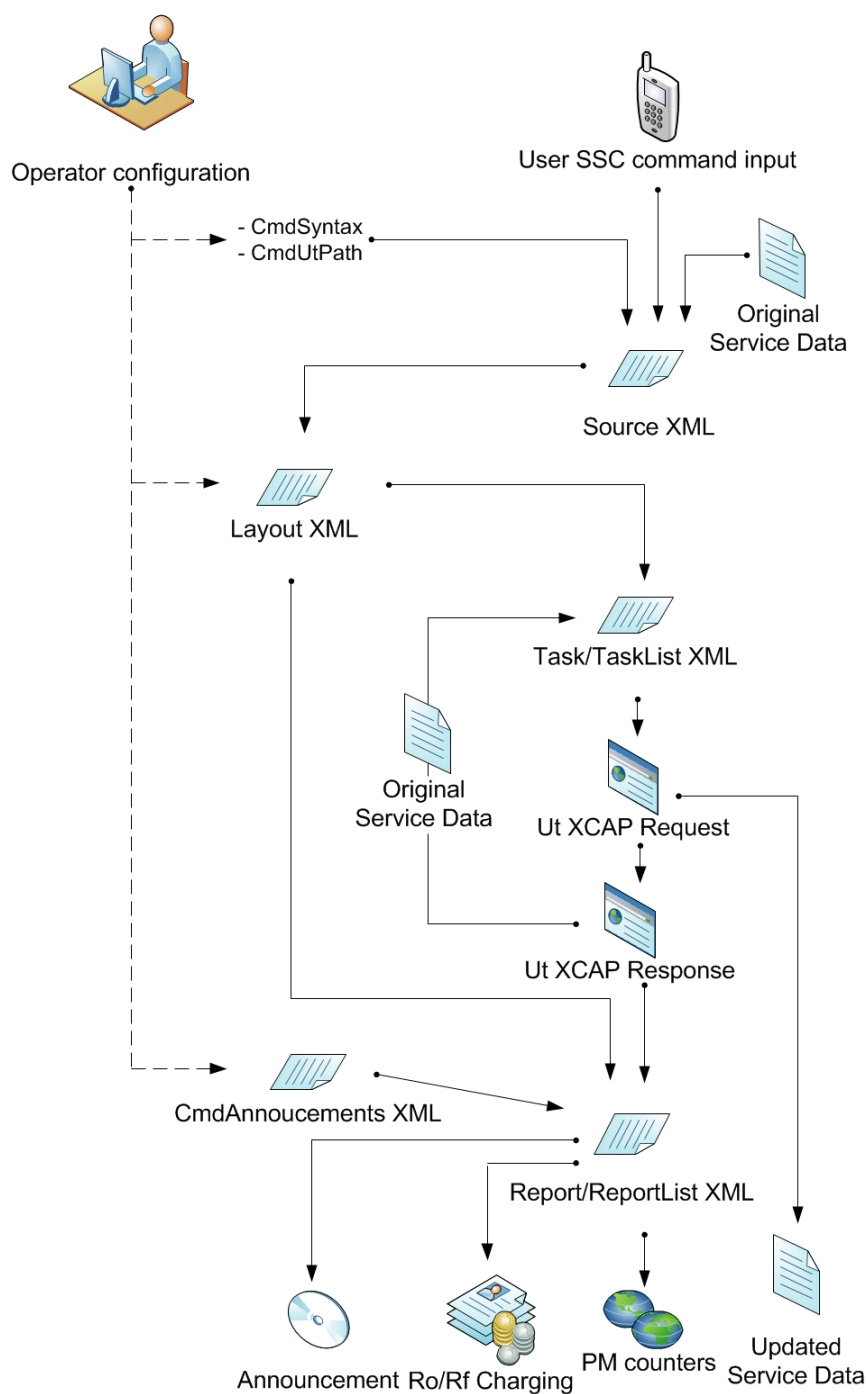 User SSC command input
Operator configuration
- CmdSyntax
- CmdUtPath
Original
Service Data
Source XML
Layout XML
Task/TaskList XML
Original
Service Data
Ut XCAP Request
Ut XCAP Response
CmdAnnoucements XML
Report/ReportList XML
Announcement
Ro/Rf Charging
PM counters
Updated
Service Data